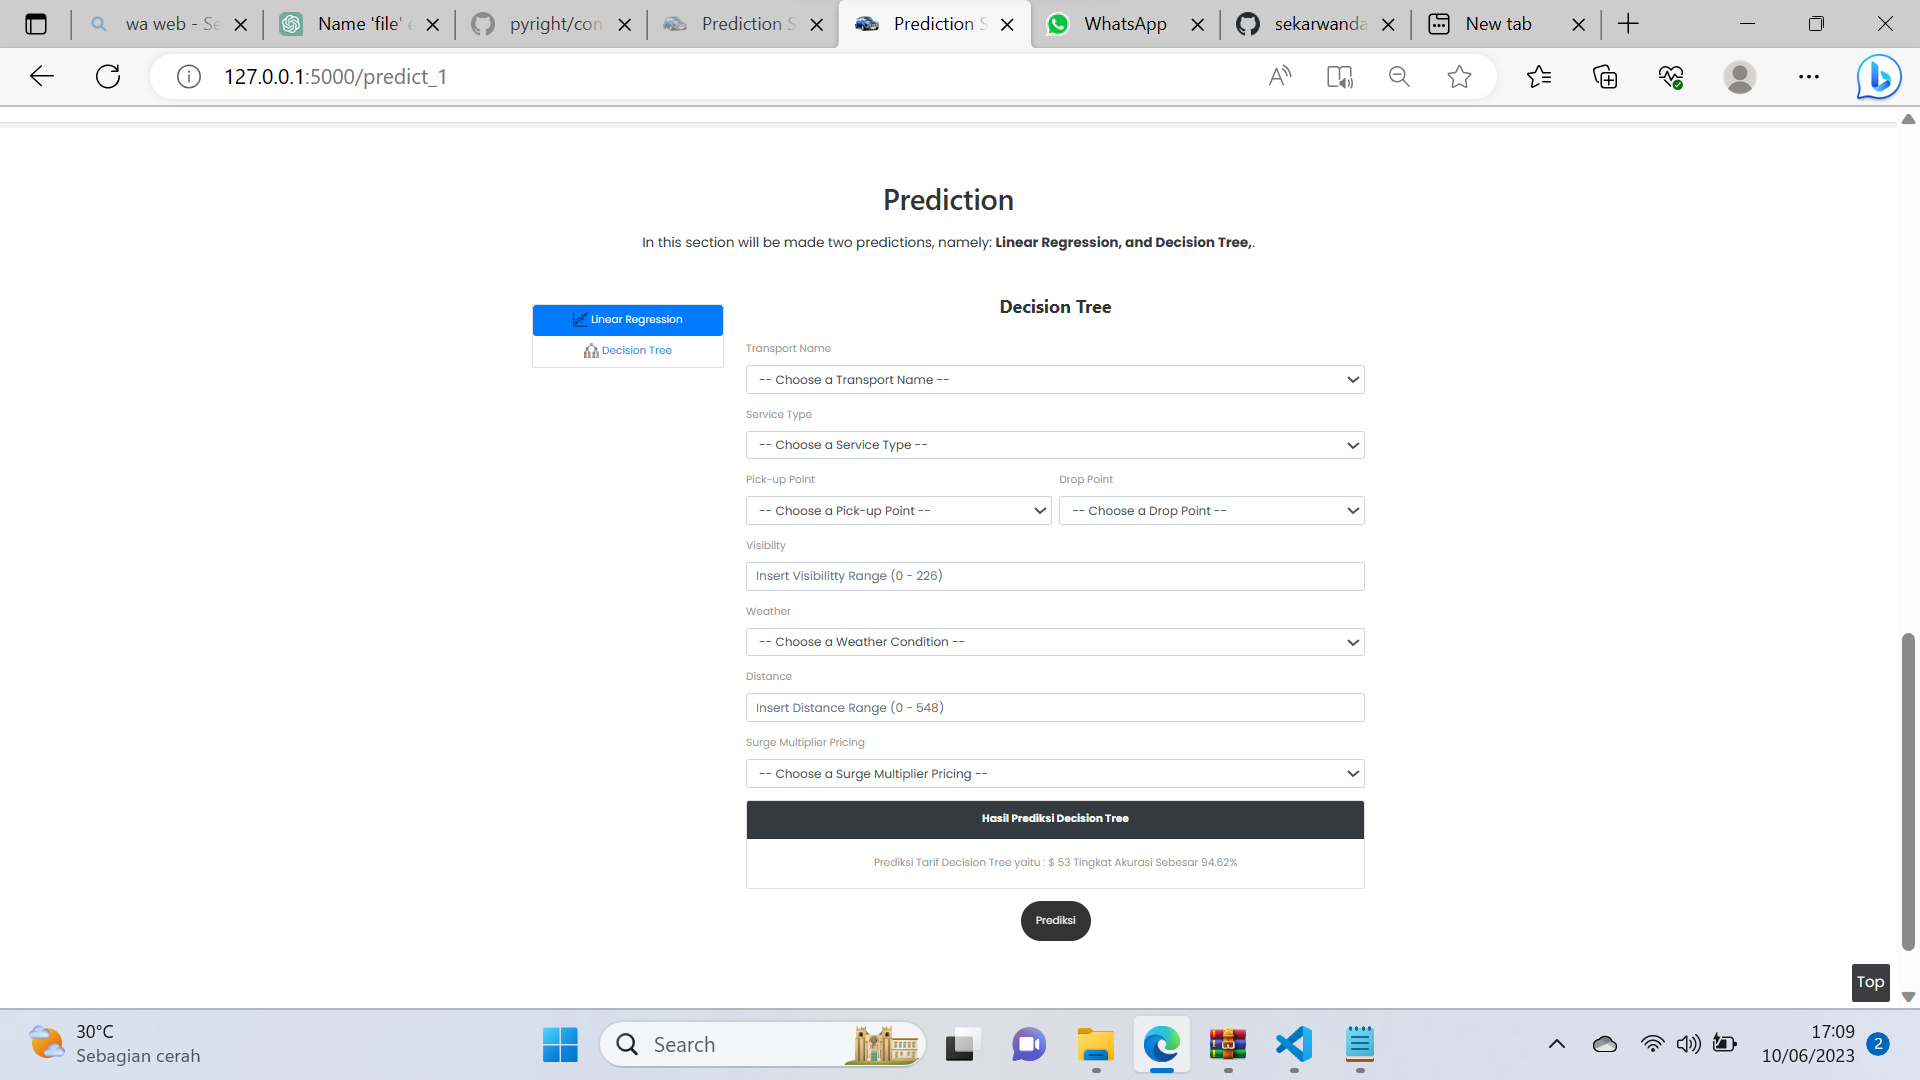 wa web - Se
Name 'file' e
pyright/con
Prediction S
Prediction S
WhatsApp
sekarwanda
New tab
127.0.0.1:5000/predict_1
Prediction
In this section will be made two predictions, namely: Linear Regression, and Decision Tree,.
Linear Regression
Decision Tree
Decision Tree
Transport Name
-- Choose a Transport Name --
Service Type
-- Choose a Service Type --
Pick-up Point
Drop Point
-- Choose a Pick-up Point --
-- Choose a Drop Point --
Visibilty
Insert Visibilitty Range (0 - 226)
Weather
-- Choose a Weather Condition --
Distance
Insert Distance Range (0 - 548)
Surge Multiplier Pricing
-- Choose a Surge Multiplier Pricing --
Hasil Prediksi Decision Tree
Prediksi Tarif Decision Tree yaitu : $ 53 Tingkat Akurasi Sebesar 94.62%
Prediksi
Top
30°C
Sebagian cerah
Search
17:09
10/06/2023
2